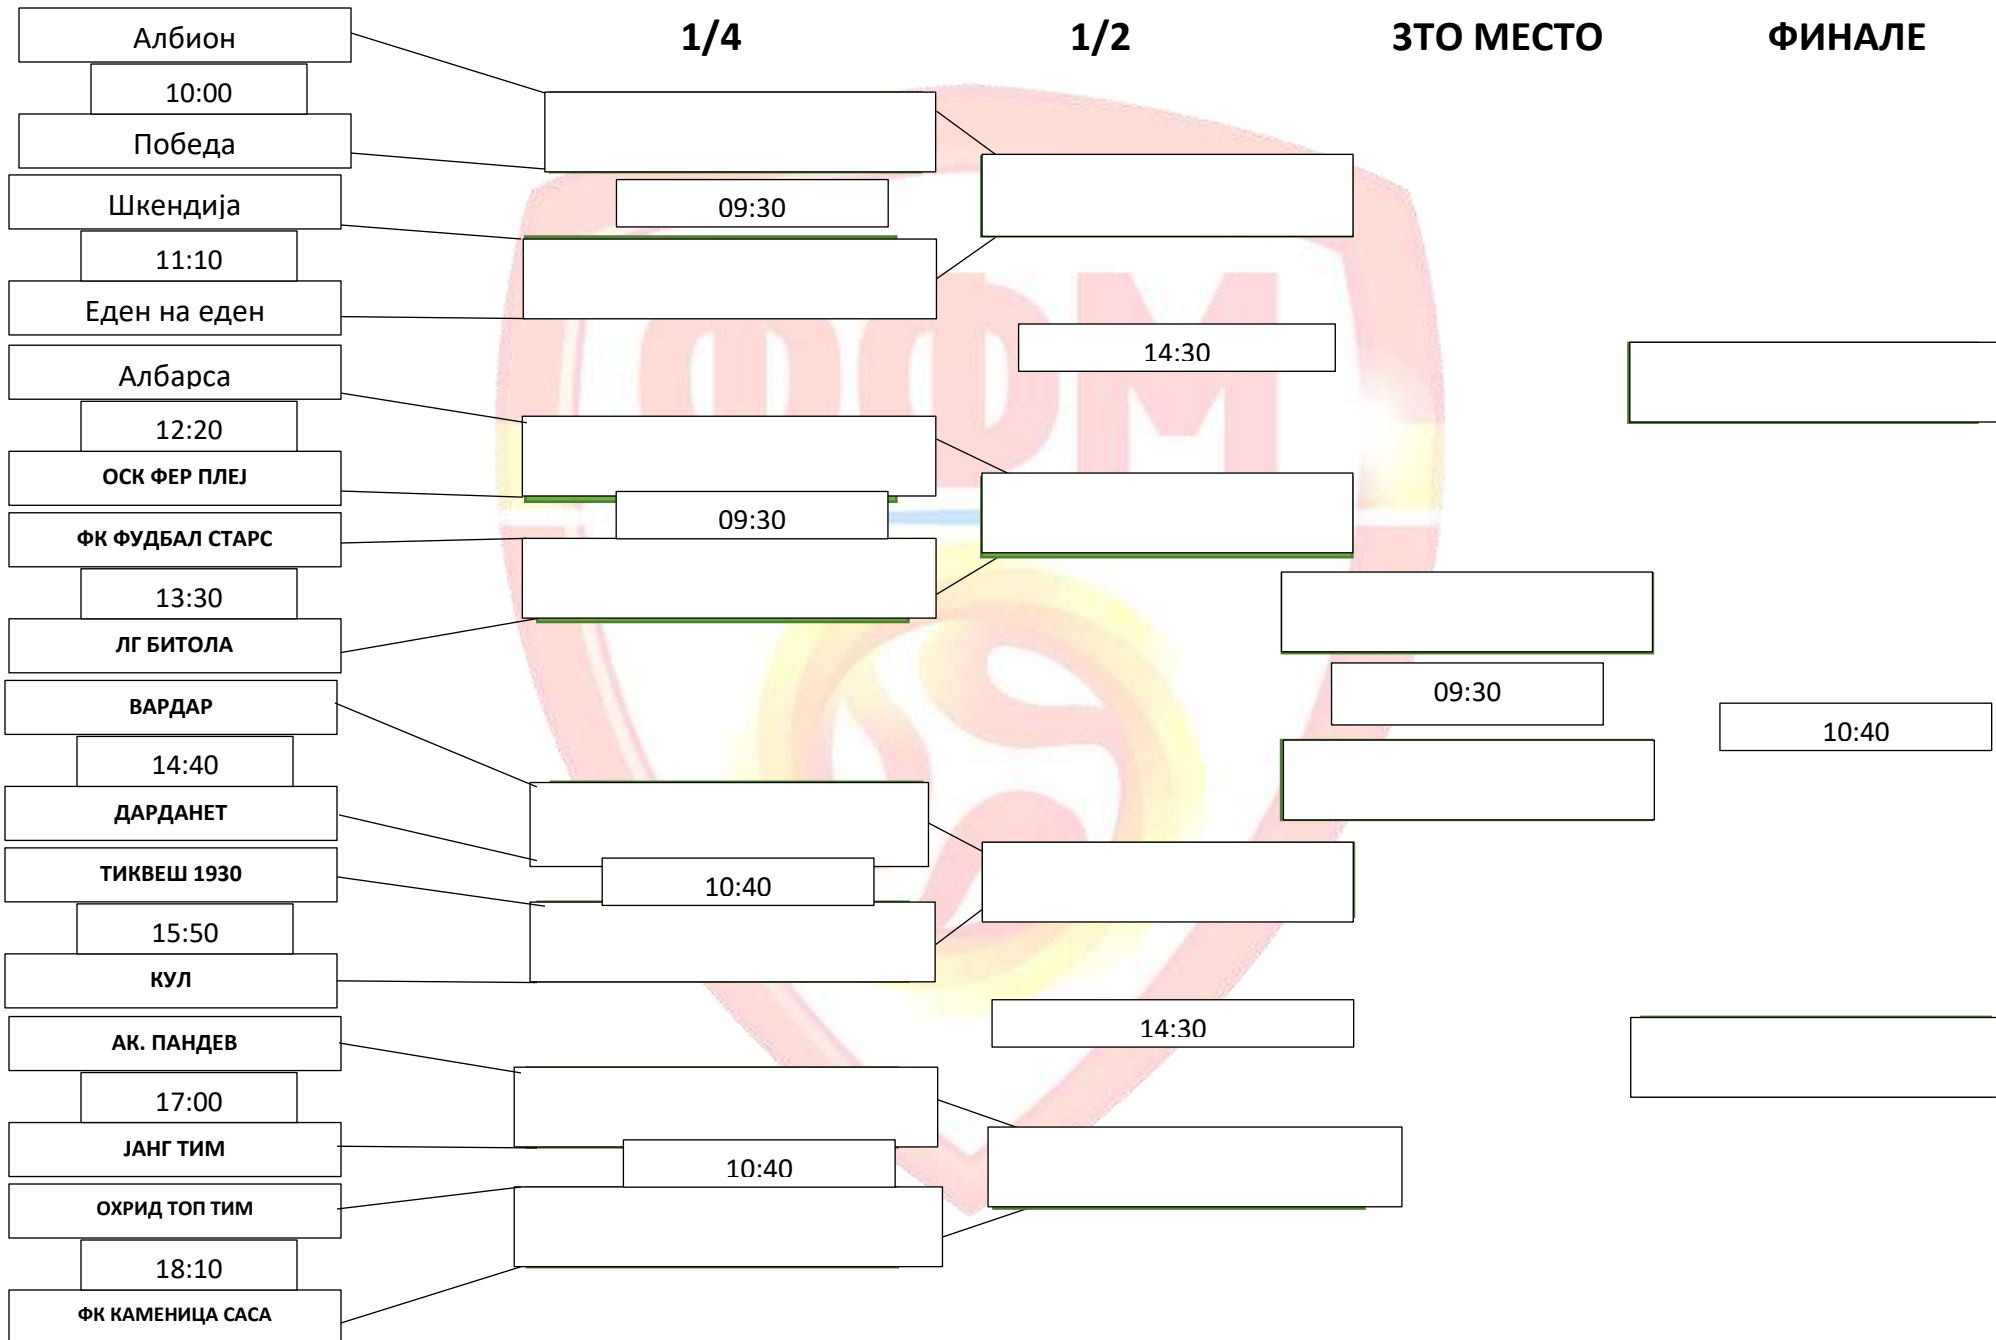 1/4
1/2
3ТО МЕСТО
ФИНАЛЕ
Албион
10:00
Победа
Шкендија
11:10
Еден на еден
Албарса
12:20
ОСК ФЕР ПЛЕЈ
ФК ФУДБАЛ СТАРС
13:30
ЛГ БИТОЛА
ВАРДАР
14:40
ДАРДАНЕТ
ТИКВЕШ 1930
15:50
КУЛ
АК. ПАНДЕВ
17:00
ЈАНГ ТИМ
ОХРИД ТОП ТИМ
18:10
ФК КАМЕНИЦА САСА
09:30
09:30
10:40
10:40
14:30
14:30
09:30
10:40
ФФМ